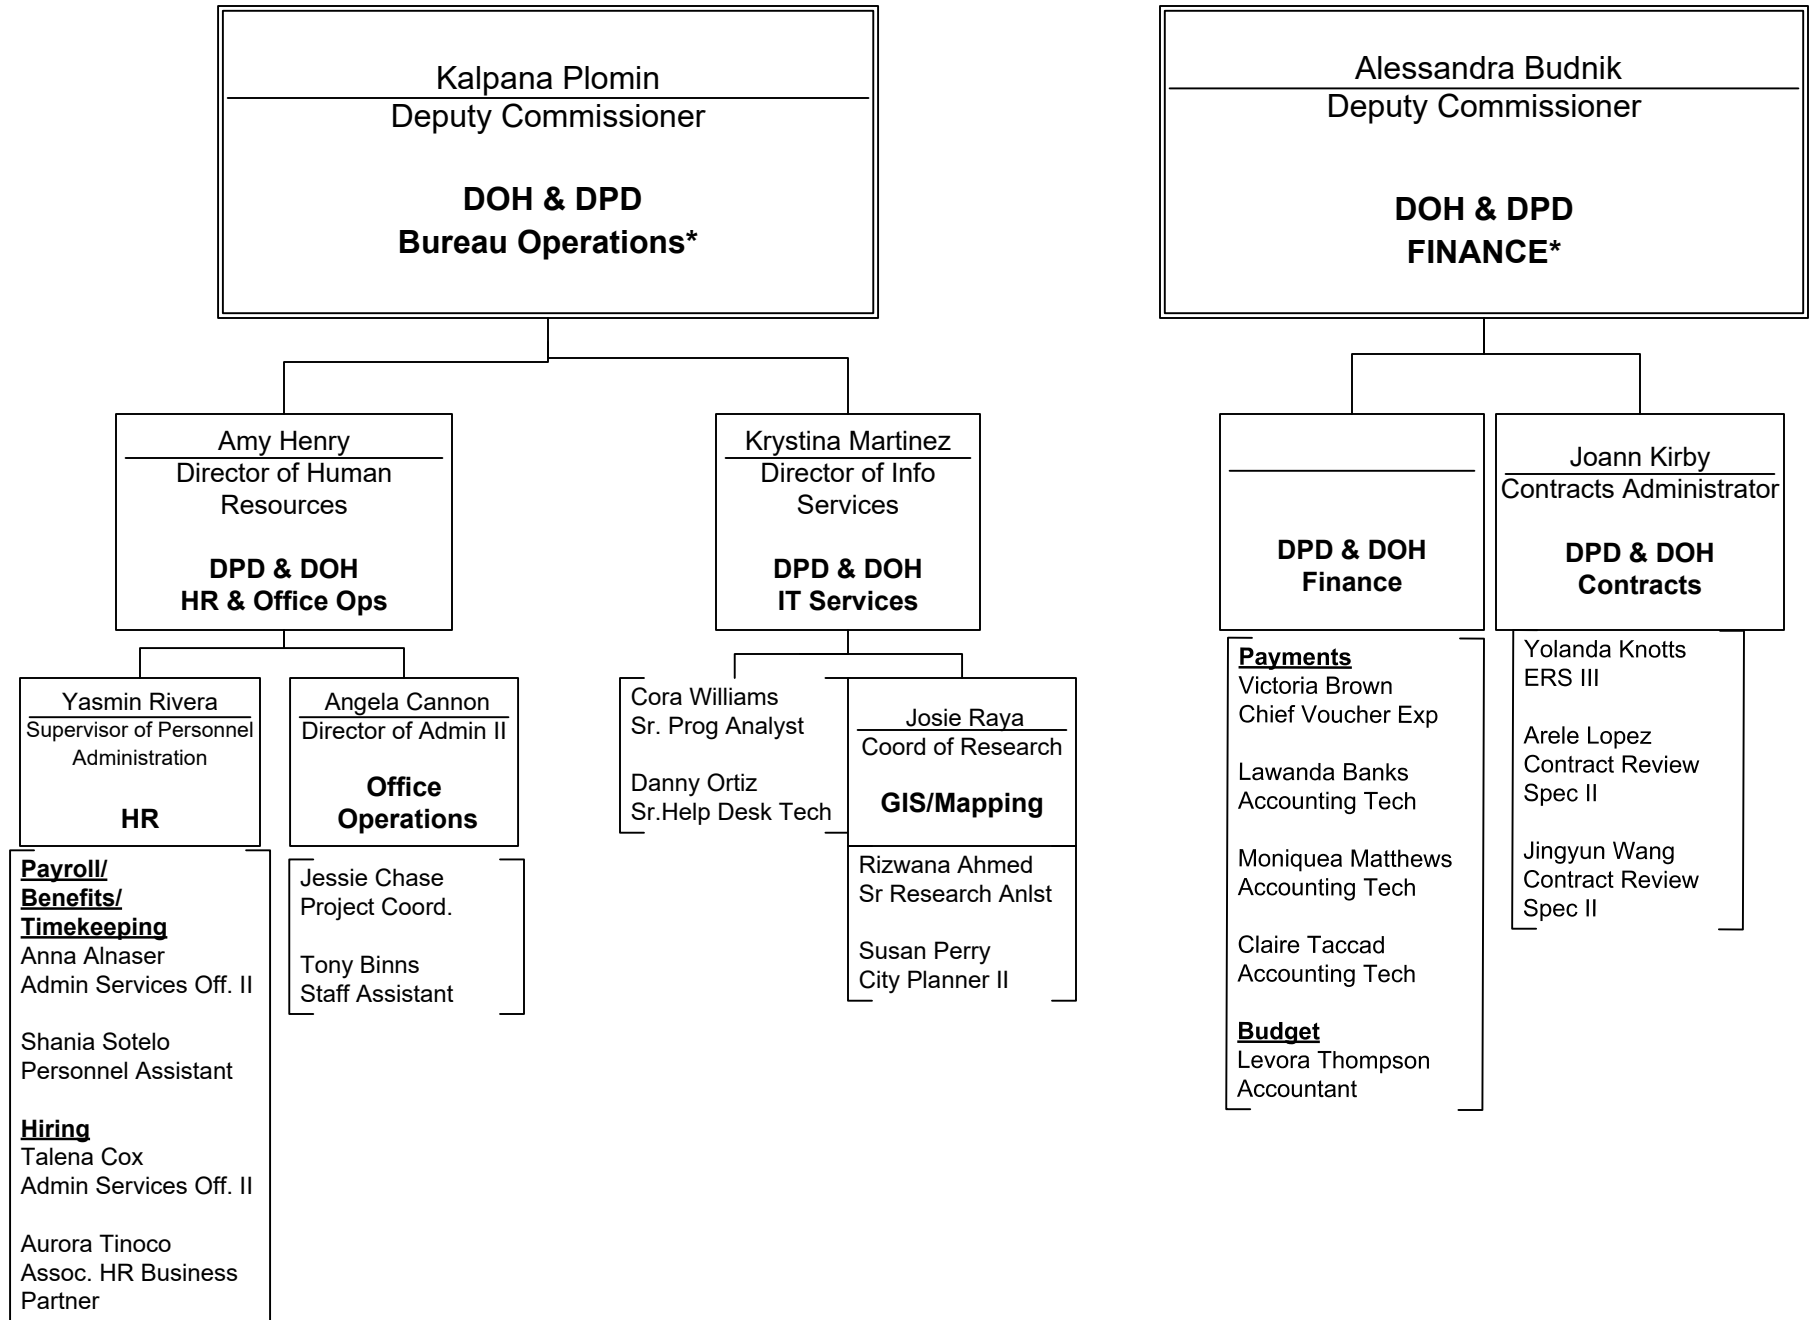 Kalpana Plomin
Deputy Commissioner
DOH & DPD
Bureau Operations*
Alessandra Budnik
Deputy Commissioner
DOH & DPD
FINANCE*
Amy Henry
Director of Human
Resources
DPD & DOH
HR & Office Ops
Krystina Martinez
Director of Info
Services
DPD & DOH
IT Services
DPD & DOH
Finance
Joann Kirby
Contracts Administrator
DPD & DOH
Contracts
Yasmin Rivera
Supervisor of Personnel
Administration
HR
Angela Cannon
Director of Admin II
Office
Operations
Cora Williams
Sr. Prog Analyst
Danny Ortiz
Sr.Help Desk Tech
Josie Raya
Coord of Research
GIS/Mapping
Payments
Victoria Brown
Chief Voucher Exp
Lawanda Banks
Accounting Tech
Moniquea Matthews
Accounting Tech
Claire Taccad
Accounting Tech
Budget
Levora Thompson
Accountant
Yolanda Knotts
ERS III
Arele Lopez
Contract Review
Spec II
Jingyun Wang
Contract Review
Spec II
Payroll/
Benefits/
Timekeeping
Anna Alnaser
Admin Services Off. II
Shania Sotelo
Personnel Assistant
Hiring
Talena Cox
Admin Services Off. II
Aurora Tinoco
Assoc. HR Business
Partner
Jessie Chase
Project Coord.
Tony Binns
Staff Assistant
Rizwana Ahmed
Sr Research Anlst
Susan Perry
City Planner II